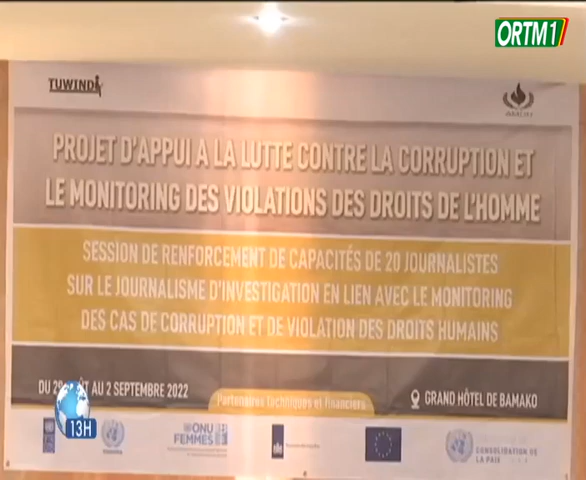 ORTM1
TUWINDI
PROJET D'APPUI A LA LUTTE CONTRE LA CORRUPTION ET
LE MONITORING DES VIOLATIONS DES DROITS DE L'HOMME
SESSION DE RENFORCEMENT DE CAPACITÉS DE 20 JOURNALISTES
SUR LE JOURNALISME D'INVESTIGATION EN LIEN AVEC LE MONITORING
DES CAS DE CORRUPTION ET DE VIOLATION DES DROITS HUMAINS
DU AU 2 SEPTEMBRE 2022
GRAND HÔTEL DE BAMAKO
Partenaires techniques et financiers
13H
ONU
FEMMES
CONSOLIDATION DE
LA PAIX